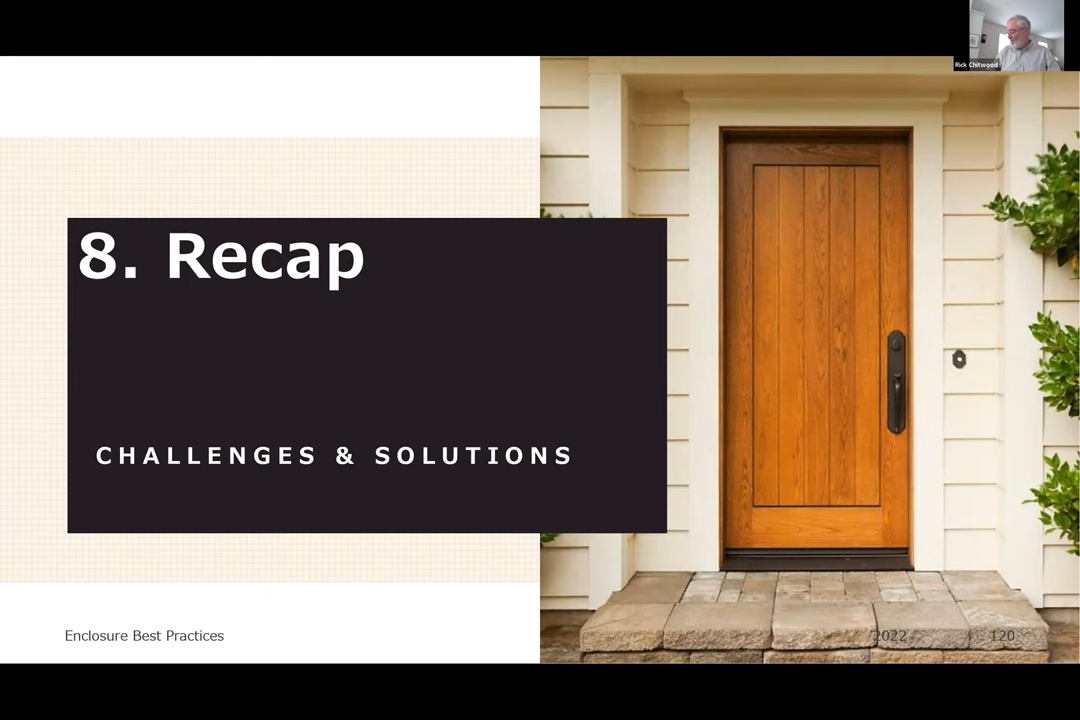 Rick Chitwood
8. Recap
CHALLENGES & SOLUTIONS
Enclosure Best Practices
2022
120